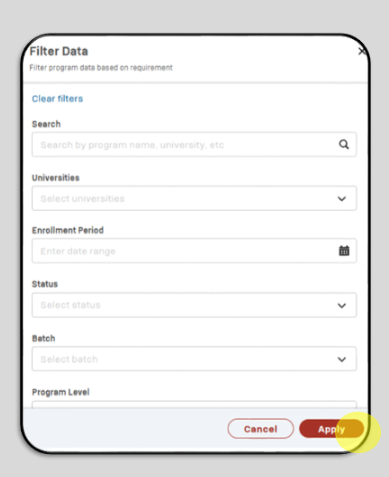 Filter Data
Filter program data based on requirement
Clear filters
Search
Search by program name, university, etc
Universities
Select universities
Enrollment Period
Enter date range
Status
Select status
Batch
Select batch
Program Level
Cancel
Apply